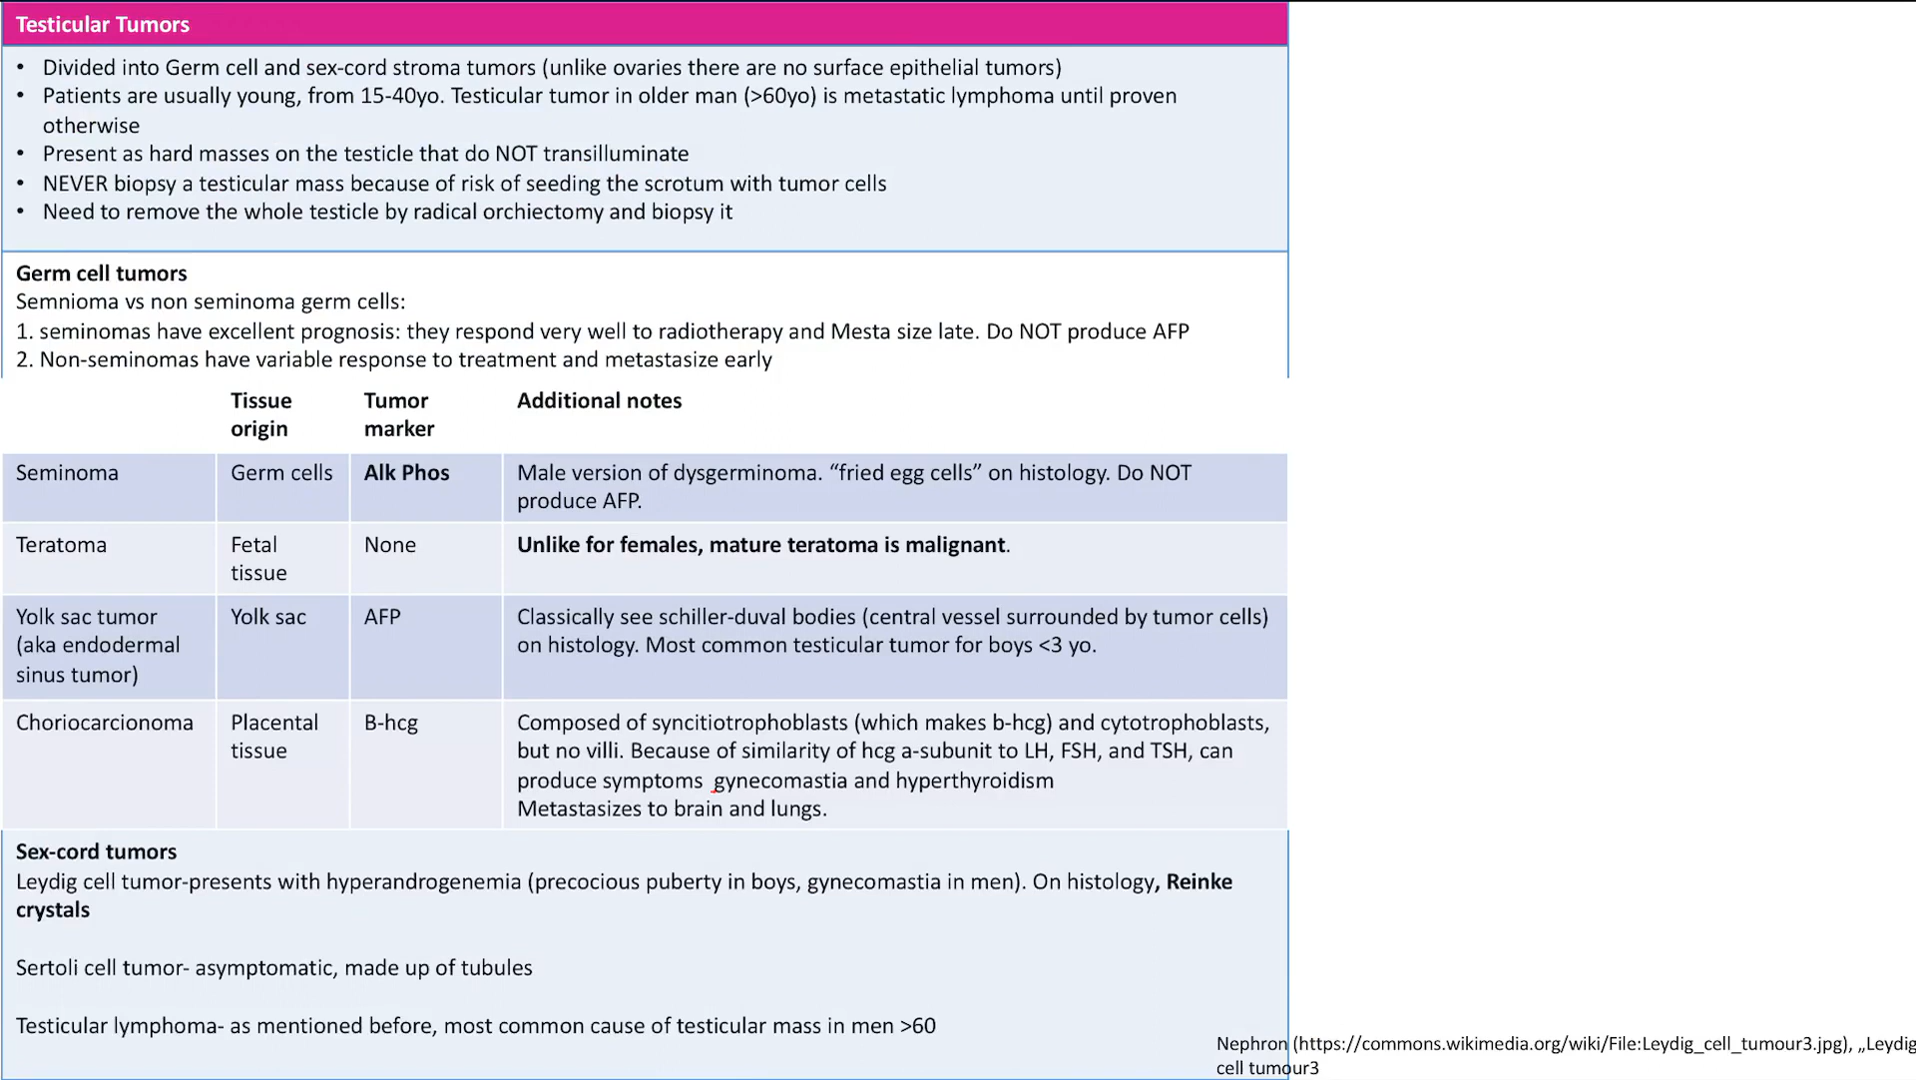 Testicular Tumors
• Divided into Germ cell and sex-cord stroma tumors (unlike ovaries there are no surface epithelial tumors)
• Patients are usually young, from 15-40yo. Testicular tumor in older man (>60yo) is metastatic lymphoma until proven
otherwise
• Present as hard masses on the testicle that do NOT transilluminate
• NEVER biopsy a testicular mass because of risk of seeding the scrotum with tumor cells
• Need to remove the whole testicle by radical orchiectomy and biopsy it
Germ cell tumors
Semnioma vs non seminoma germ cells:
1. seminomas have excellent prognosis: they respond very well to radiotherapy and Mesta size late. Do NOT produce AFP
2. Non-seminomas have variable response to treatment and metastasize early
Tissue
origin
Tumor
marker
Additional notes
Seminoma
Germ cells
Alk Phos
Male version of dysgerminoma. “fried egg cells” on histology. Do NOT
produce AFP.
Teratoma
Fetal
tissue
None
Unlike for females, mature teratoma is malignant.
Yolk sac tumor
(aka endodermal
sinus tumor)
Yolk sac
AFP
Classically see schiller-duval bodies (central vessel surrounded by tumor cells)
on histology. Most common testicular tumor for boys <3 yo.
Choriocarcionoma
Placental
tissue
B-hcg
Composed of syncitiotrophoblasts (which makes b-hcg) and cytotrophoblasts,
but no villi. Because of similarity of hcg a-subunit to LH, FSH, and TSH, can
produce symptoms gynecomastia and hyperthyroidism
Metastasizes to brain and lungs.
Sex-cord tumors
Leydig cell tumor-presents with hyperandrogenemia (precocious puberty in boys, gynecomastia in men). On histology, Reinke
crystals
Sertoli cell tumor- asymptomatic, made up of tubules
Testicular lymphoma- as mentioned before, most common cause of testicular mass in men >60
Nephron (https://commons.wikimedia.org/wiki/File:Leydig_cell_tumour3.jpg), „Leydig
cell tumour3